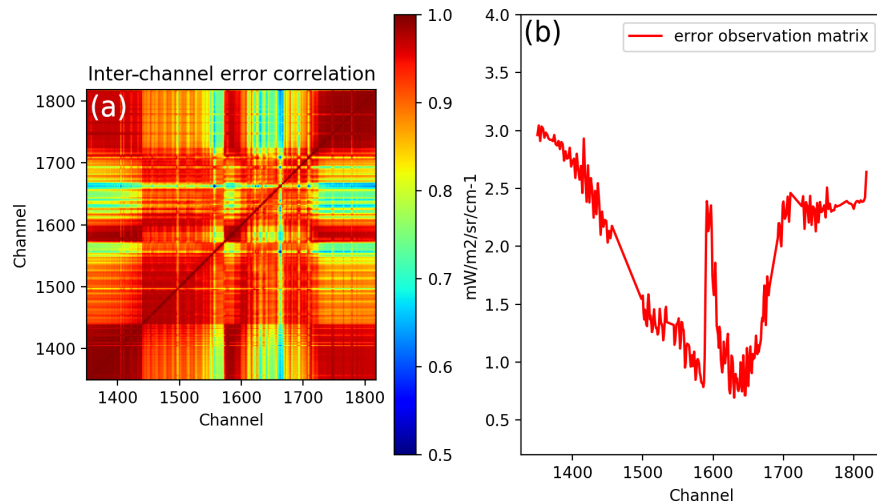 Inter-channel error correlation
(a)
1800
1700
1600
1500
1400
Channel
1400 1500 1600 1700 1800
Channel
1.0
0.9
0.8
0.7
0.6
0.5
(b)
error observation matrix
4.0
3.5
3.0
2.5
2.0
1.5
1.0
0.5
mW/m2/sr/cm-1
1400 1500 1600 1700 1800
Channel